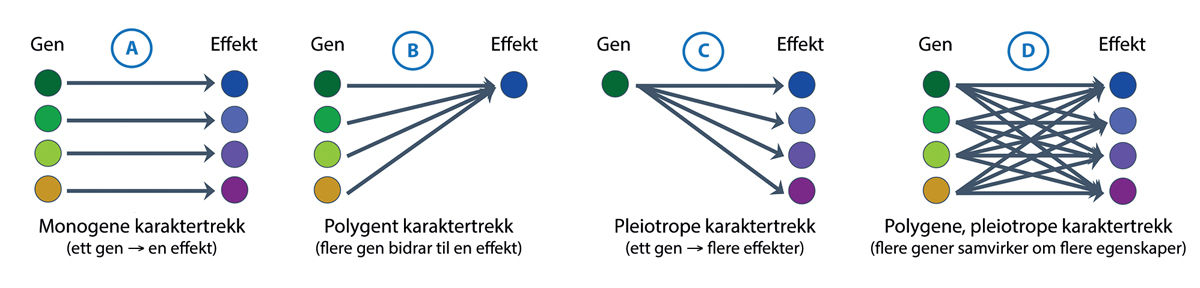 Gen A Effekt
Monogene karaktertrekk
(ett gen → en effekt)
Gen B Effekt
Polygent karaktertrekk
(flere gen bidrar til en effekt)
Gen C Effekt
Pleiotrope karaktertrekk
(ett gen → flere effekter)
Gen D Effekt
Polygene, pleiotrope karaktertrekk
(flere gener samvirker om flere egenskaper)